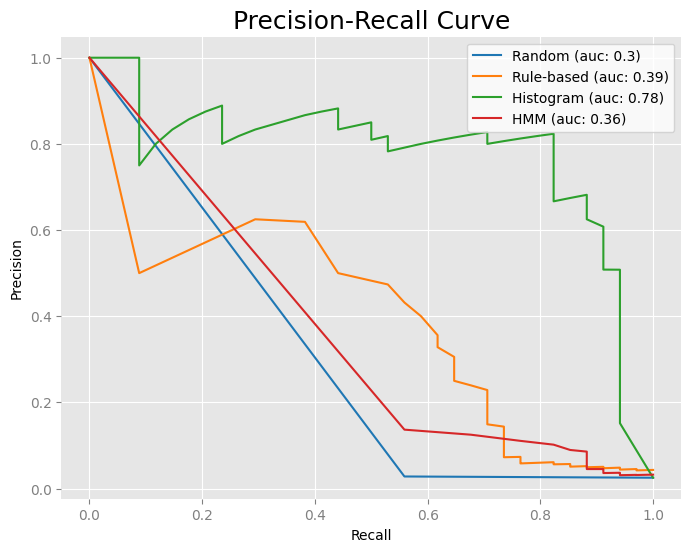 Precision-Recall Curve
Random (auc: 0.3)
Rule-based (auc: 0.39)
Histogram (auc: 0.78)
HMM (auc: 0.36)
Precision
1.0
0.8
0.6
0.4
0.2
0.0
0.0 0.2 0.4 0.6 0.8 1.0
Recall